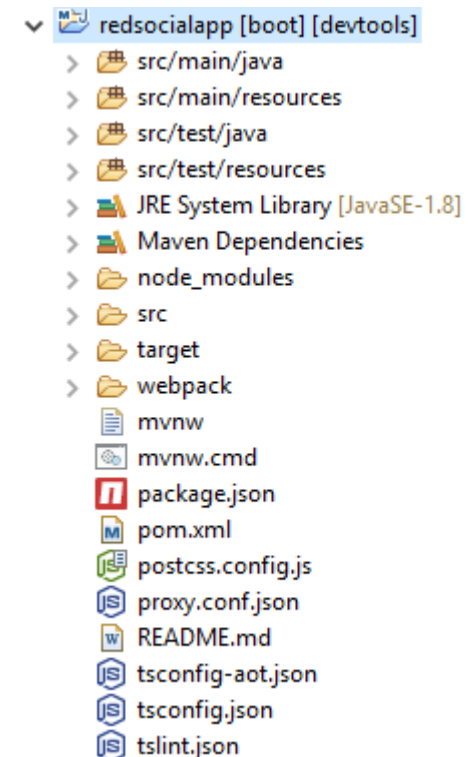 redsocialapp [boot] [devtools]
src/main/java
src/main/resources
src/test/java
src/test/resources
JRE System Library [JavaSE-1.8]
Maven Dependencies
node_modules
src
target
webpack
mvnw
mvnw.cmd
package.json
pom.xml
postcss.config.js
proxy.conf.json
README.md
tsconfig-aot.json
tsconfig.json
tslint.json